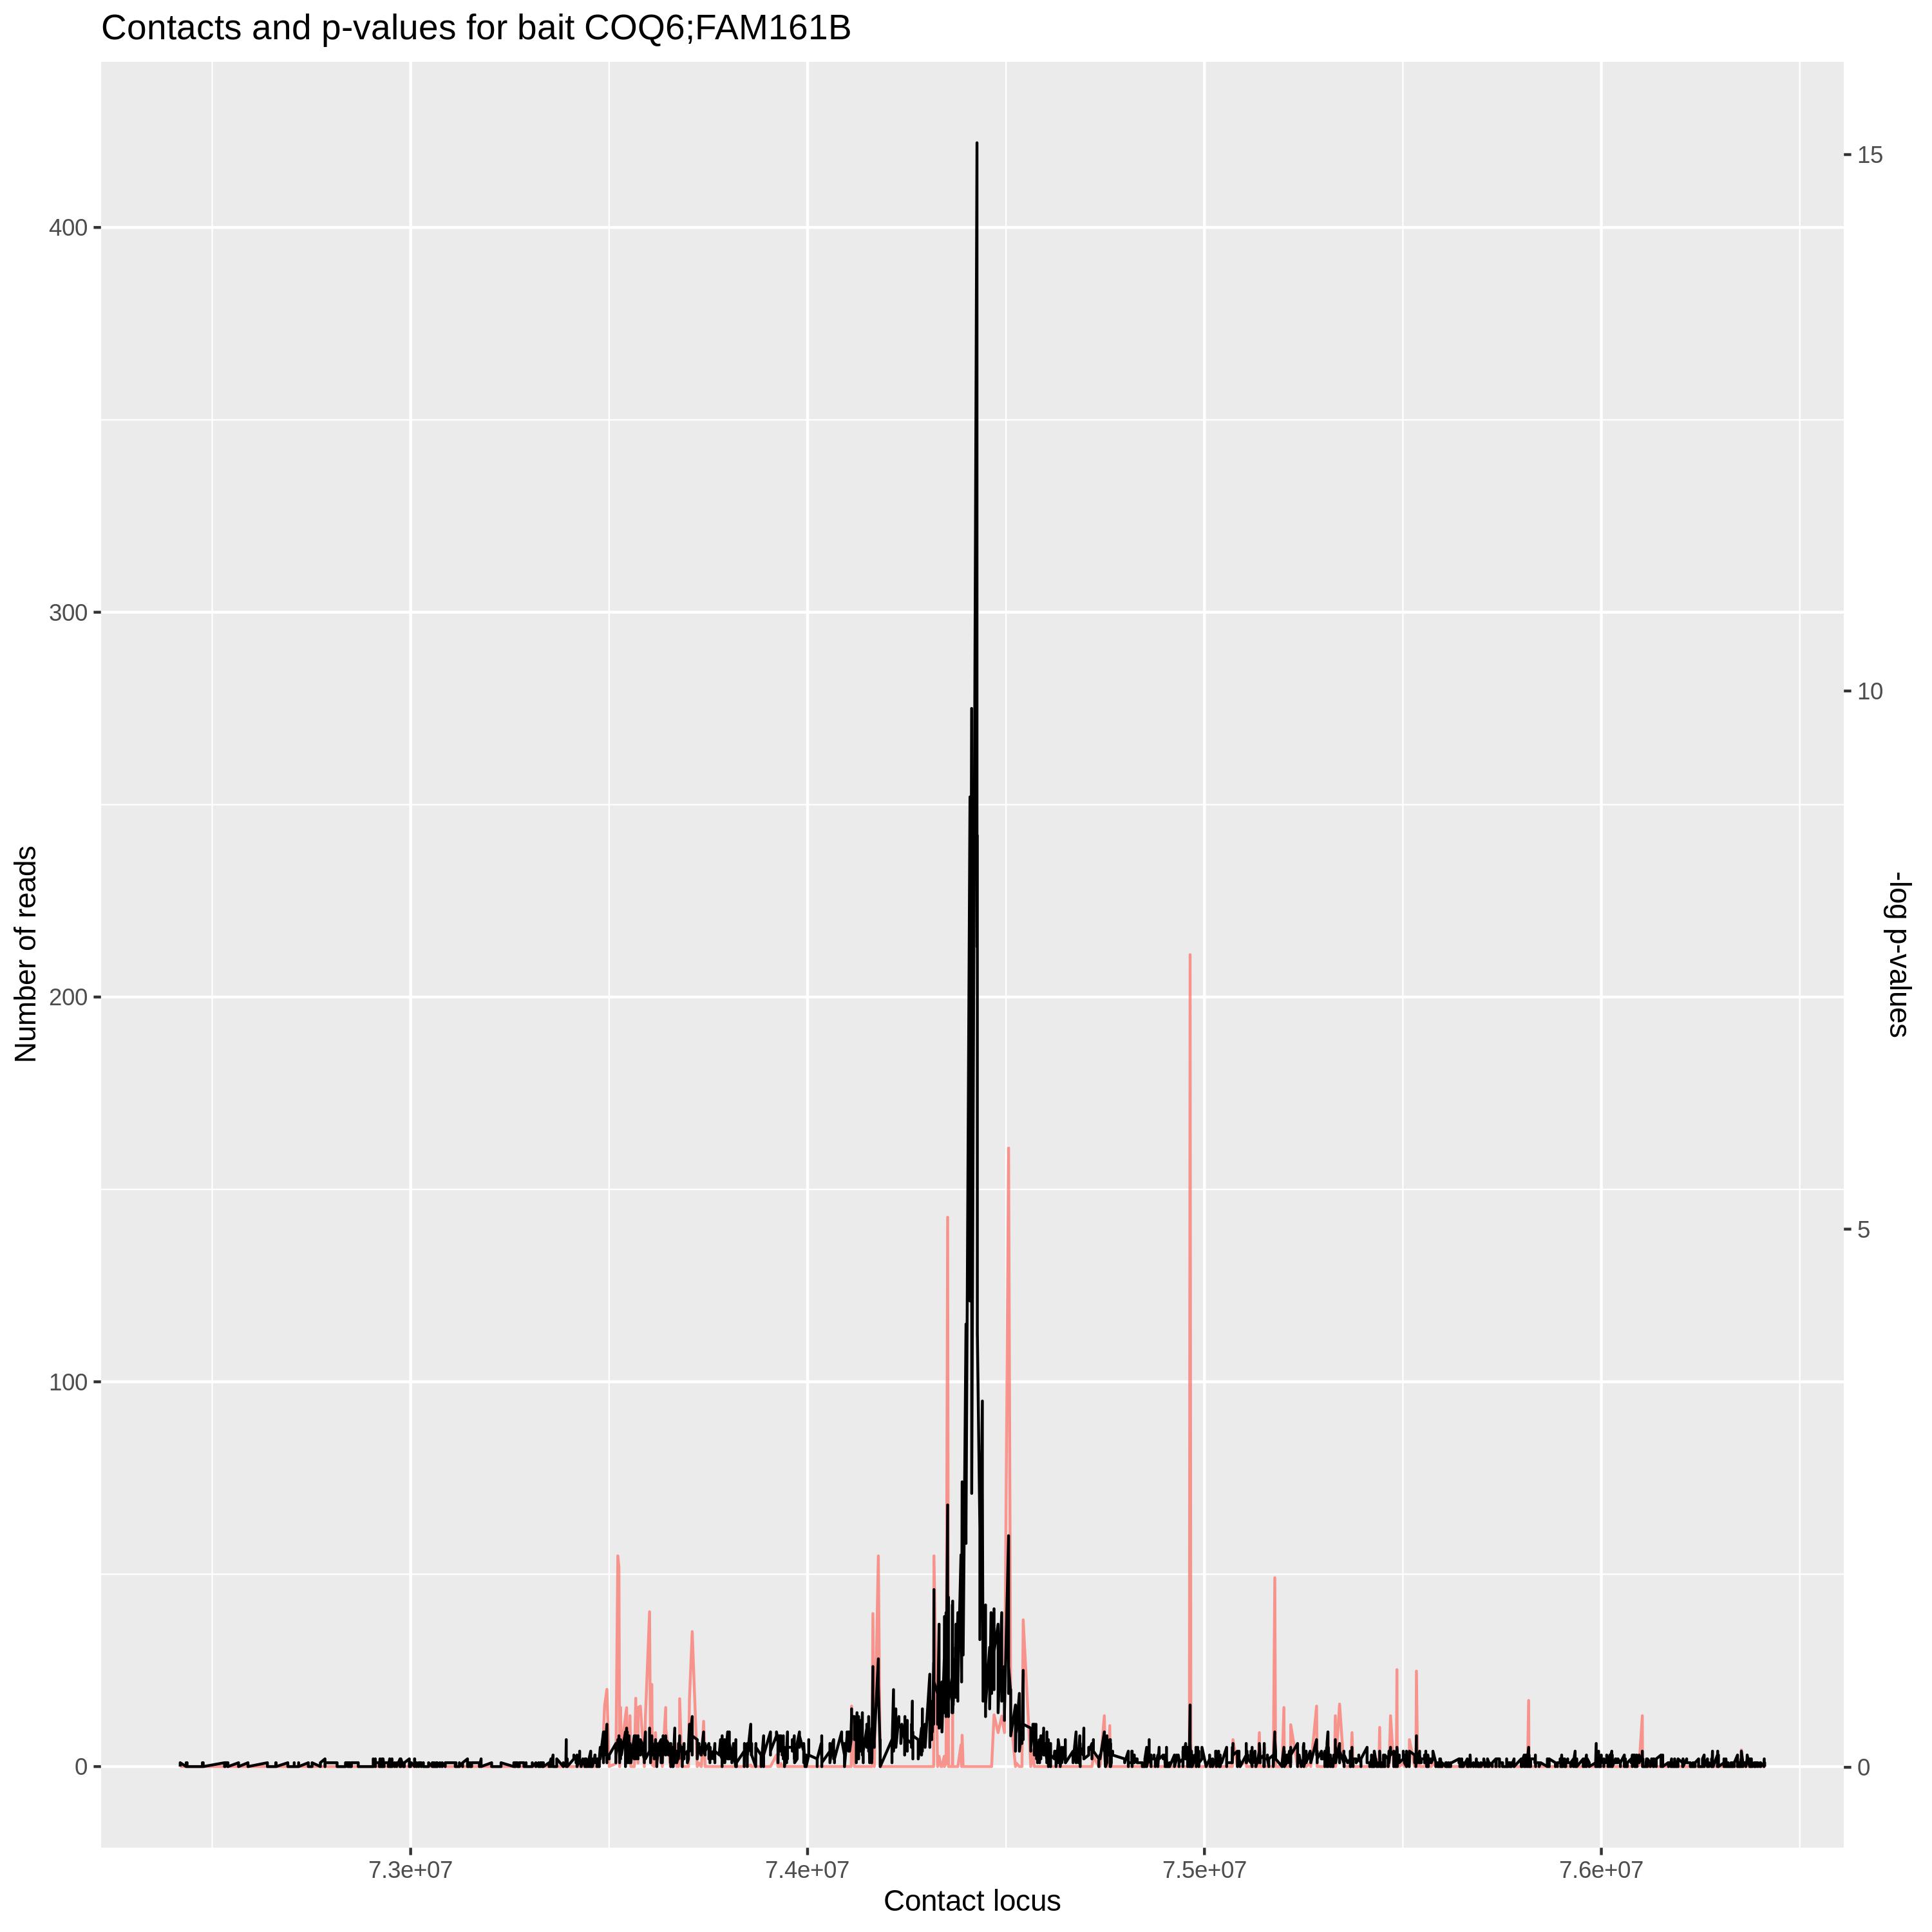 Contacts and p-values for bait COQ6;FAM161B
400
300
200
100
0
15
10
5
0
Number of reads
-log p-values
7.3e+07
7.4e+07
7.5e+07
7.6e+07
Contact locus